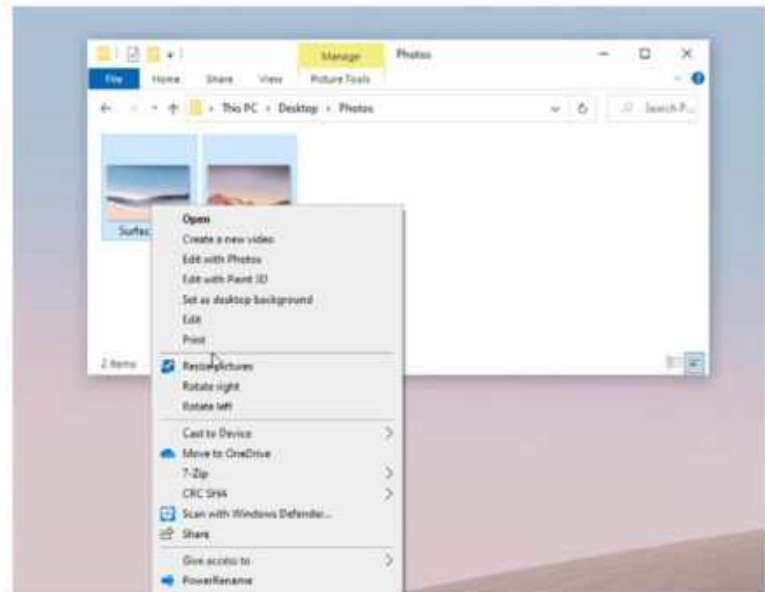 Manage Photos
File Home Share View Picture Tools
This PC Desktop Photos Search P...
Surfac
Open
Create a new video
Edit with Photos
Edit with Paint 3D
Set as desktop background
Edit
Print
2 items
Resize pictures
Rotate right
Rotate left
Cast to Device
Move to OneDrive
7-Zip
CRC SHA
Scan with Windows Defender...
Share
Give access to
PowerRename